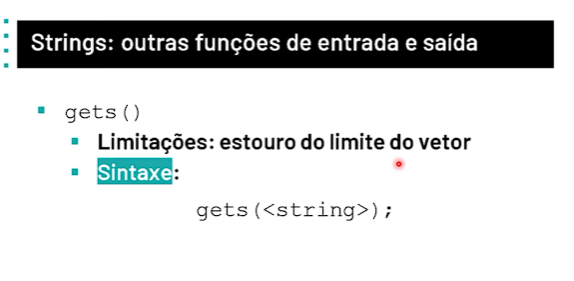 Strings: outras funções de entrada e saída
gets()
Limitações: estouro do limite do vetor
Sintaxe:
gets(<string>);